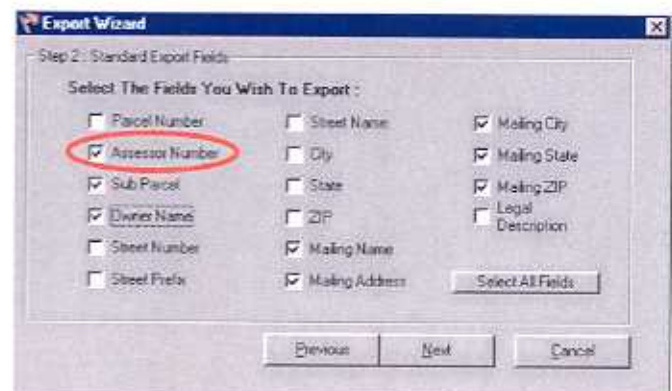 Export Wizard
Step 2 : Standard Export Fields
Select The Fields You Wish To Export :
Parcel Number
Assessor Number
Sub Parcel
Owner Name
Street Number
Street Prefix
Street Name
City
State
ZIP
Mailing Name
Mailing Address
Mailing City
Mailing State
Mailing ZIP
Legal
Description
Select All Fields
Previous
Next
Cancel